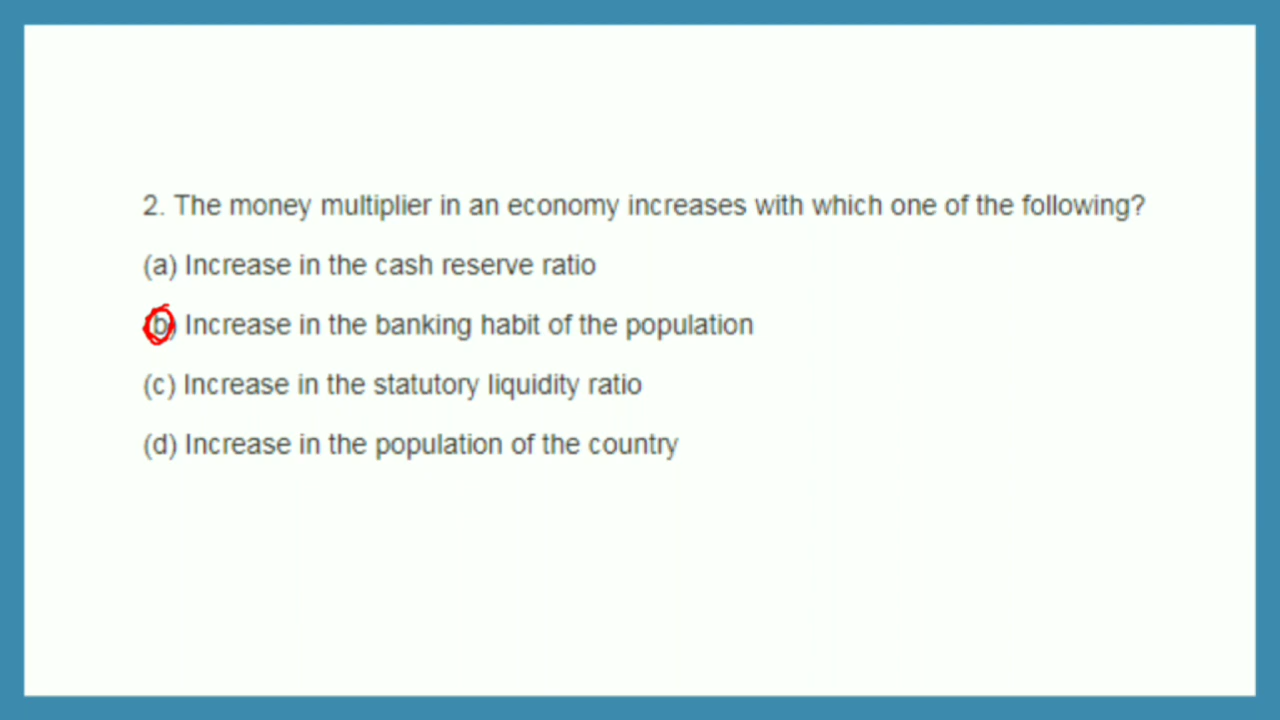 2. The money multiplier in an economy increases with which one of the following?
(a) Increase in the cash reserve ratio
(b) Increase in the banking habit of the population
(c) Increase in the statutory liquidity ratio
(d) Increase in the population of the country